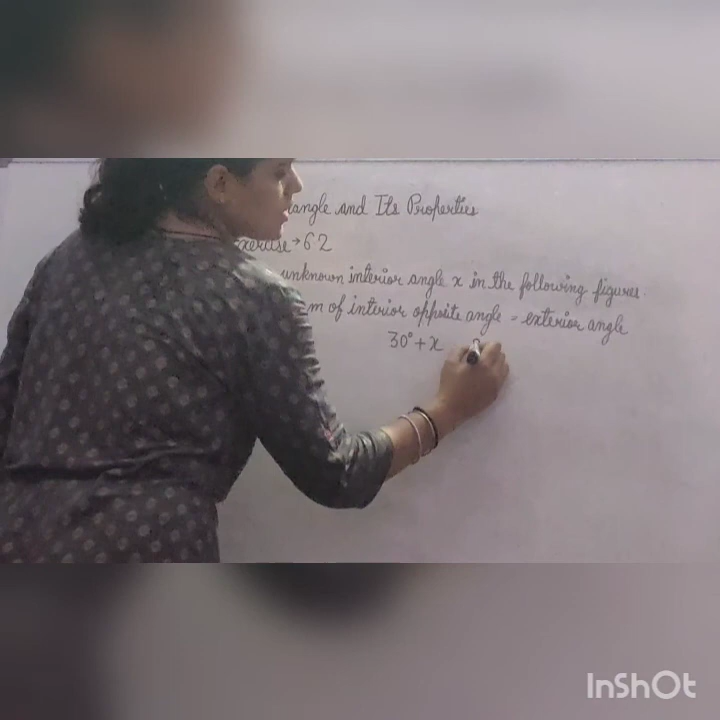 angle and Its Properties
xercise → 6.2
unknown interior angle x in the following figures.
m of interior opposite angle = exterior angle
30° + x
InShOt